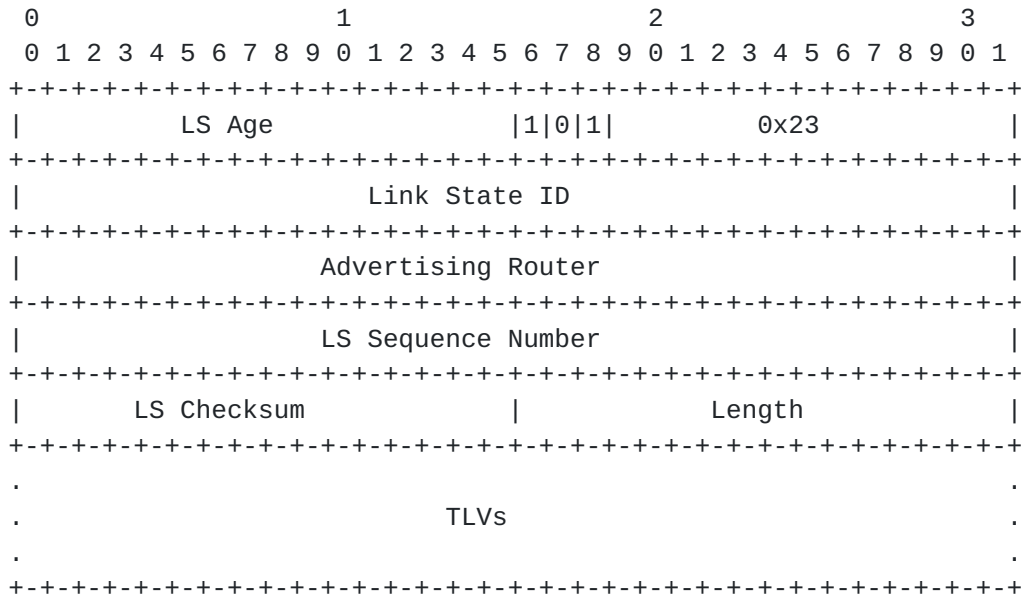 0                   1                   2                   3
 0 1 2 3 4 5 6 7 8 9 0 1 2 3 4 5 6 7 8 9 0 1 2 3 4 5 6 7 8 9 0 1
+-+-+-+-+-+-+-+-+-+-+-+-+-+-+-+-+-+-+-+-+-+-+-+-+-+-+-+-+-+-+-+-+
|          LS Age               |1|0|1|         0x23            |
+-+-+-+-+-+-+-+-+-+-+-+-+-+-+-+-+-+-+-+-+-+-+-+-+-+-+-+-+-+-+-+-+
|                      Link State ID                            |
+-+-+-+-+-+-+-+-+-+-+-+-+-+-+-+-+-+-+-+-+-+-+-+-+-+-+-+-+-+-+-+-+
|                   Advertising Router                          |
+-+-+-+-+-+-+-+-+-+-+-+-+-+-+-+-+-+-+-+-+-+-+-+-+-+-+-+-+-+-+-+-+
|                   LS Sequence Number                          |
+-+-+-+-+-+-+-+-+-+-+-+-+-+-+-+-+-+-+-+-+-+-+-+-+-+-+-+-+-+-+-+-+
|       LS Checksum             |            Length             |
+-+-+-+-+-+-+-+-+-+-+-+-+-+-+-+-+-+-+-+-+-+-+-+-+-+-+-+-+-+-+-+-+
.                                                               .
.                           TLVs                                .
.                                                               .
+-+-+-+-+-+-+-+-+-+-+-+-+-+-+-+-+-+-+-+-+-+-+-+-+-+-+-+-+-+-+-+-+